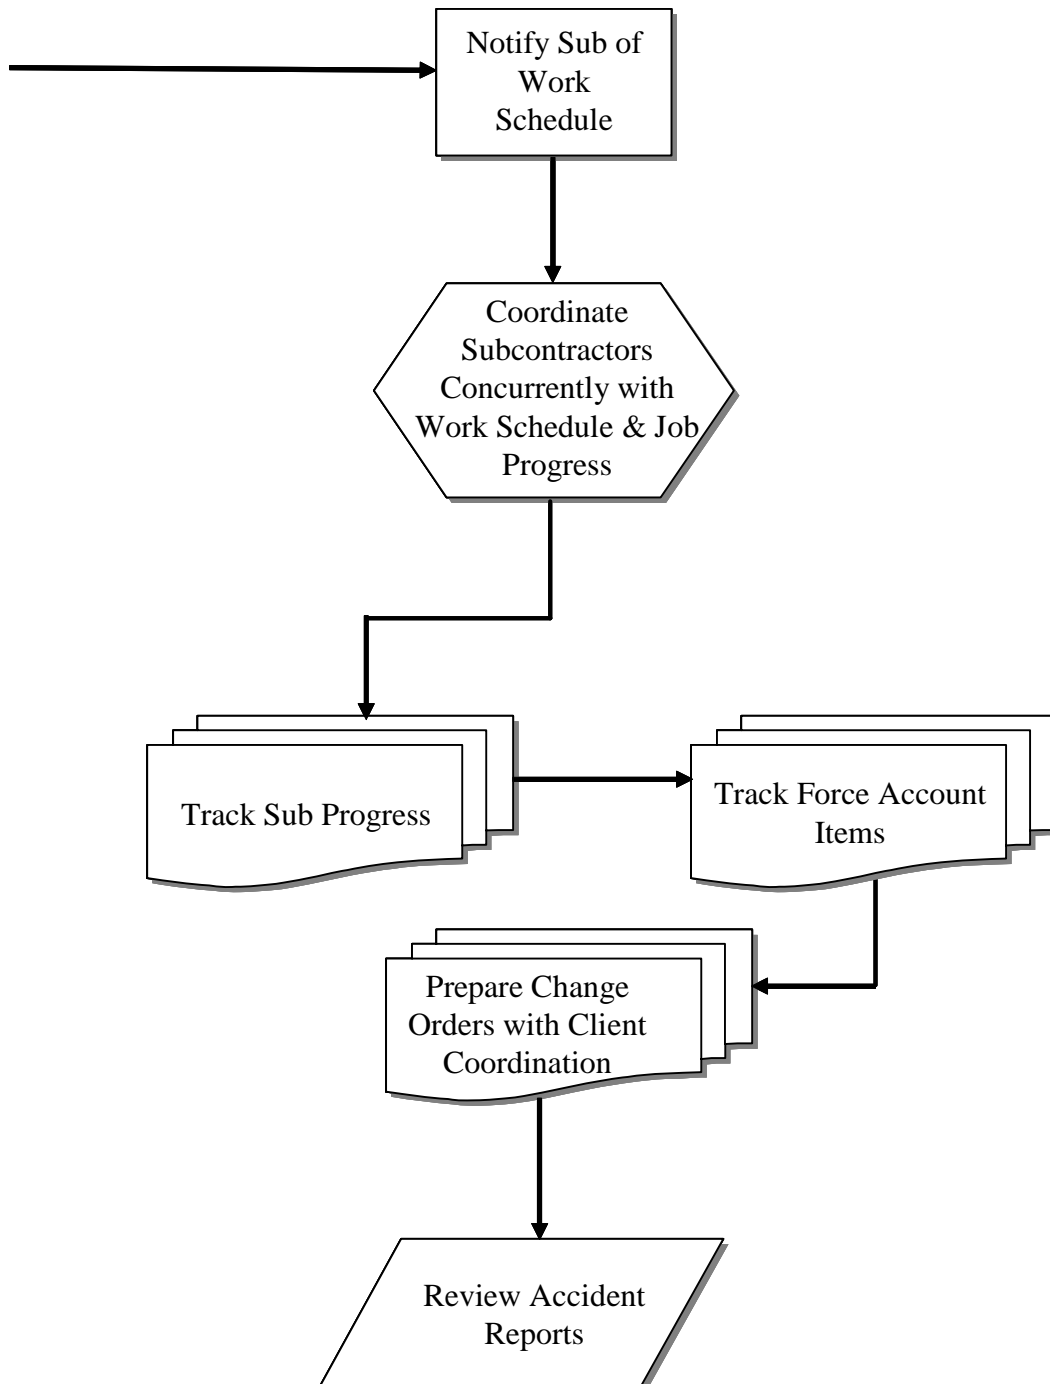 Notify Sub of
Work
Schedule
Coordinate
Subcontractors
Concurrently with
Work Schedule & Job
Progress
Track Sub Progress
Track Force Account
Items
Prepare Change
Orders with Client
Coordination
Review Accident
Reports